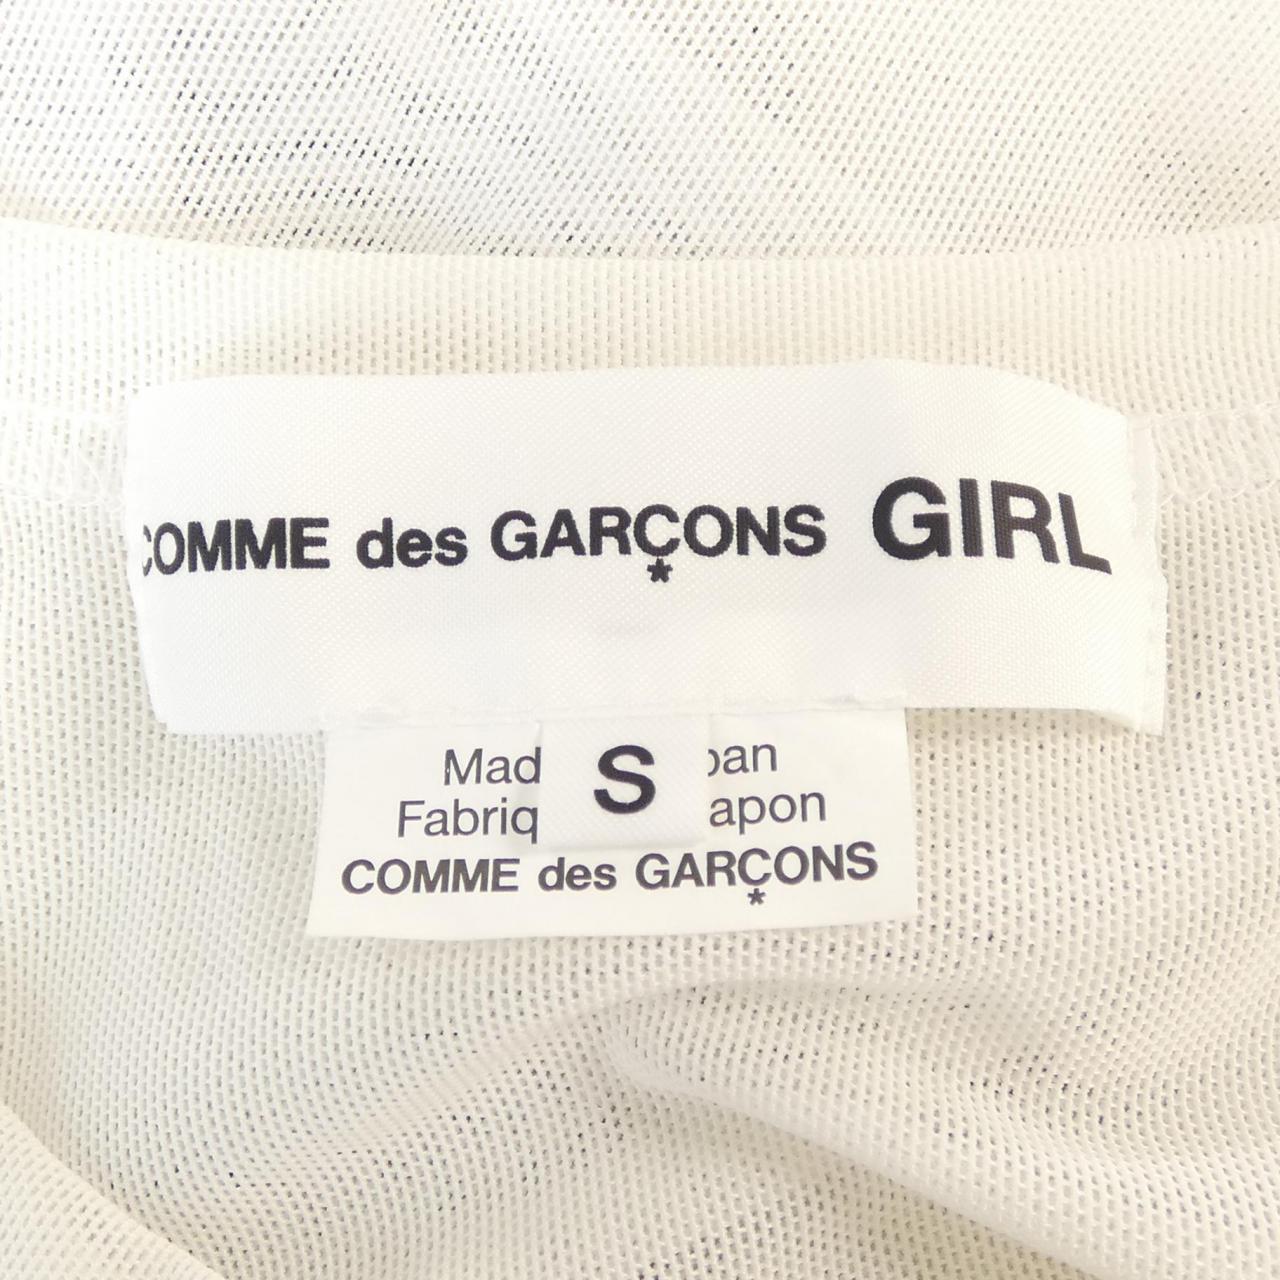 COMME des GARÇONS GIRL
S
Mad pan
Fabriq apon
COMME des GARÇONS